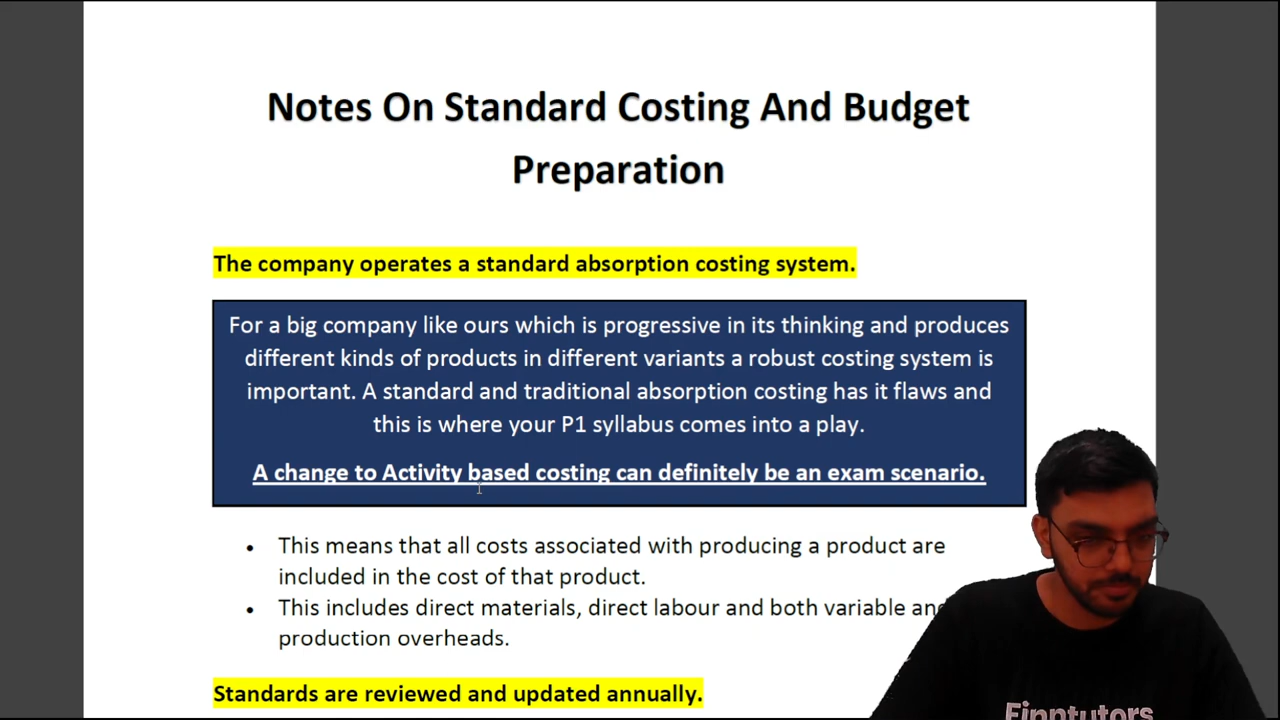 Notes On Standard Costing And Budget
Preparation
The company operates a standard absorption costing system.
For a big company like ours which is progressive in its thinking and produces
different kinds of products in different variants a robust costing system is
important. A standard and traditional absorption costing has it flaws and
this is where your P1 syllabus comes into a play.
A change to Activity based costing can definitely be an exam scenario.
• This means that all costs associated with producing a product are
included in the cost of that product.
• This includes direct materials, direct labour and both variable
production overheads.
Standards are reviewed and updated annually.
Finntutors